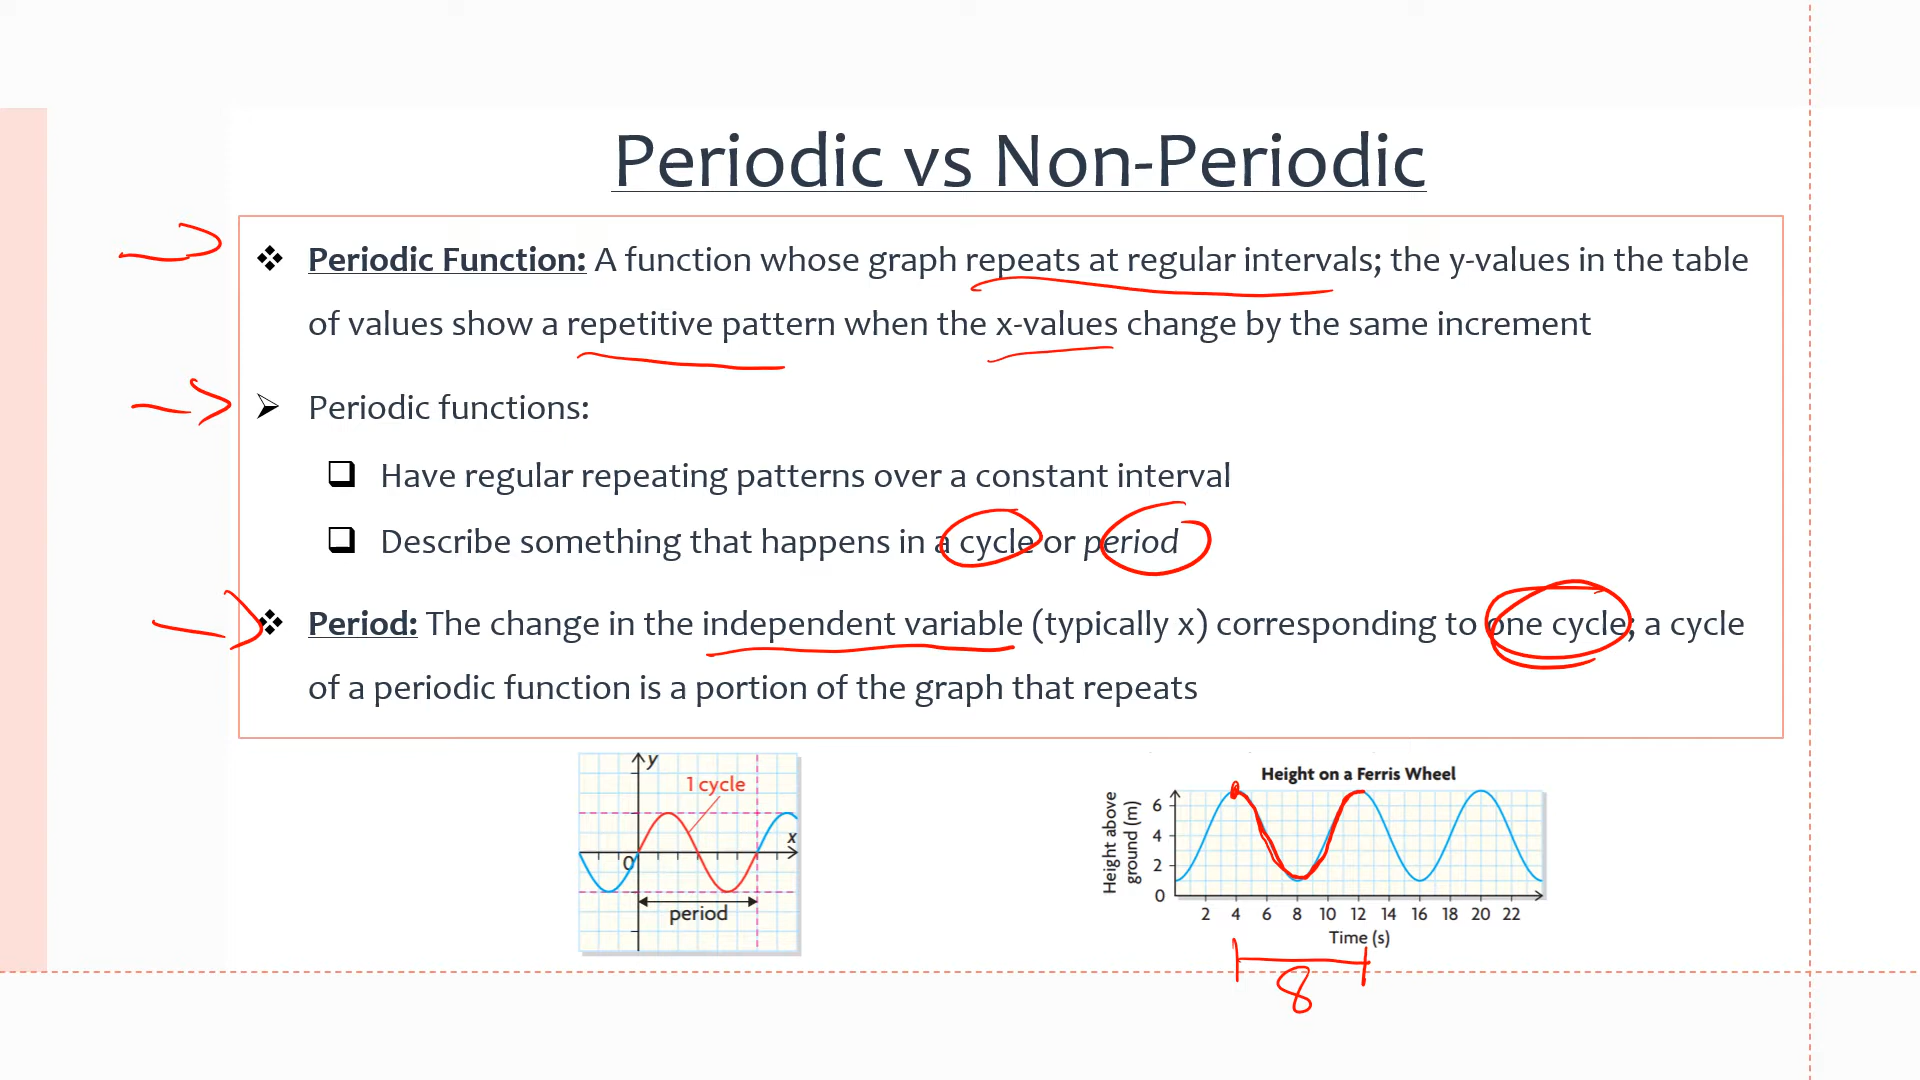 Periodic vs Non-Periodic
Periodic Function: A function whose graph repeats at regular intervals; the y-values in the table
of values show a repetitive pattern when the x-values change by the same increment
Periodic functions:
Have regular repeating patterns over a constant interval
Describe something that happens in a cycle or period
Period: The change in the independent variable (typically x) corresponding to one cycle; a cycle
of a periodic function is a portion of the graph that repeats
y
1 cycle
x
0
period
Height on a Ferris Wheel
Height above
ground (m)
6
4
2
0
2 4 6 8 10 12 14 16 18 20 22
Time (s)
8